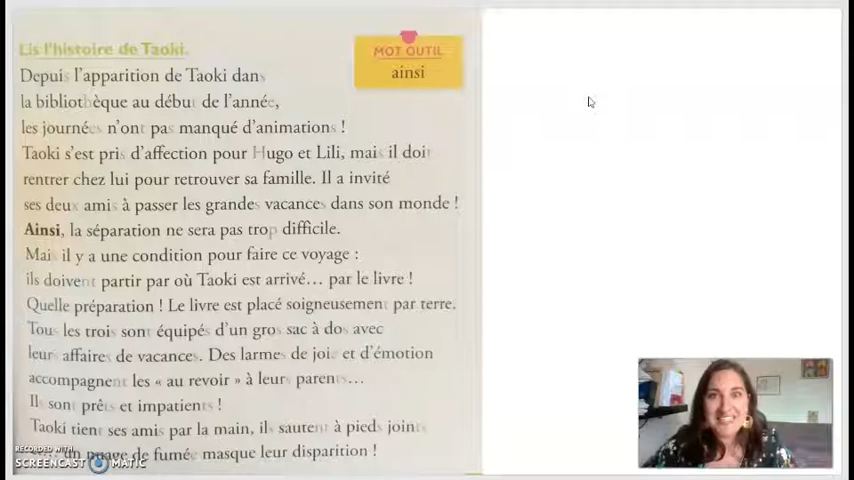 Lis l'histoire de Taoki.
MOT OUTIL
ainsi
Depuis l'apparition de Taoki dans
la bibliothèque au début de l'année,
les journées n'ont pas manqué d'animations !
Taoki s'est pris d'affection pour Hugo et Lili, mais il doit
rentrer chez lui pour retrouver sa famille. Il a invité
ses deux amis à passer les grandes vacances dans son monde !
Ainsi, la séparation ne sera pas trop difficile.
Mais il y a une condition pour faire ce voyage :
ils doivent partir par où Taoki est arrivé... par le livre !
Quelle préparation ! Le livre est placé soigneusement par terre.
Tous les trois sont équipés d'un gros sac à dos avec
leurs affaires de vacances. Des larmes de joie et d'émotion
accompagnent les « au revoir » à leurs parents...
Ils sont prêts et impatients !
Taoki tient ses amis par la main, ils sautent à pieds joints
un nuage de fumée masque leur disparition !
RECORDED WITH
SCREENCAST MATIC